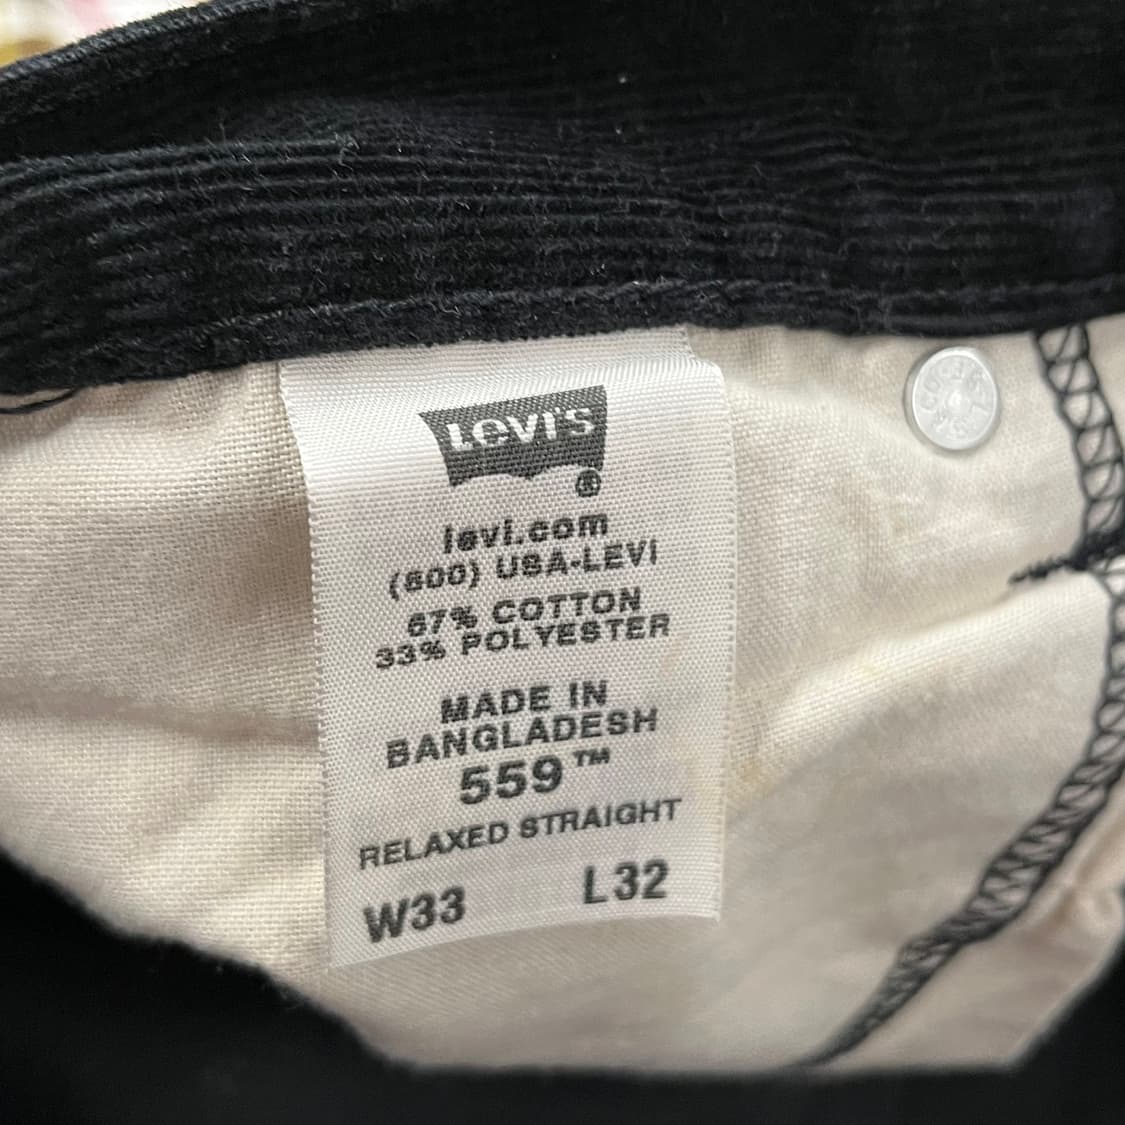 LEVI'S
®
levi.com
(800) USA-LEVI
67% COTTON
33% POLYESTER
MADE IN
BANGLADESH
559™
RELAXED STRAIGHT
W33 L32